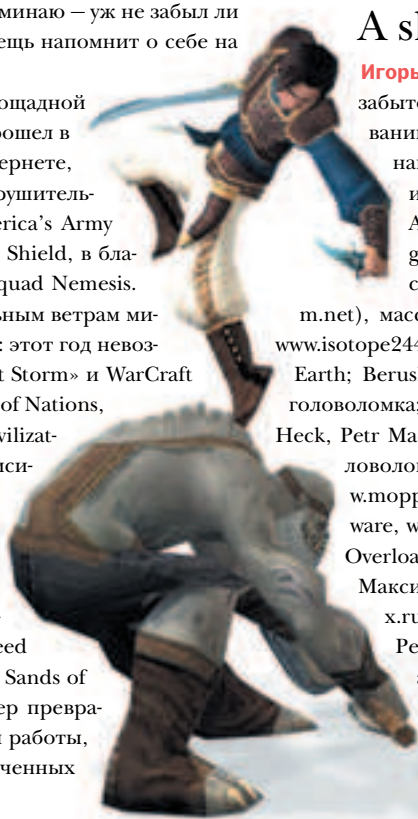 минаю — уж не забыл ли
ещь напомнит о себе на
ощадной
рошел в
ернете,
рушитель-
erica's Army
Shield, в бла-
quad Nemesis.
ьным ветрам ми-
: этот год невоз-
t Storm» и WarCraft
of Nations,
vilizat-
иси-
eed
Sands of
ер превра-
и работы,
ченных
A sl
Игорь
забыто
вани
на
m.net), масс
www.isotope244
Earth; Berus
головоломка;
Heck, Petr Ma
ловолом
w.mopp
ware, w
Overloa
Макси
x.ru
Pe